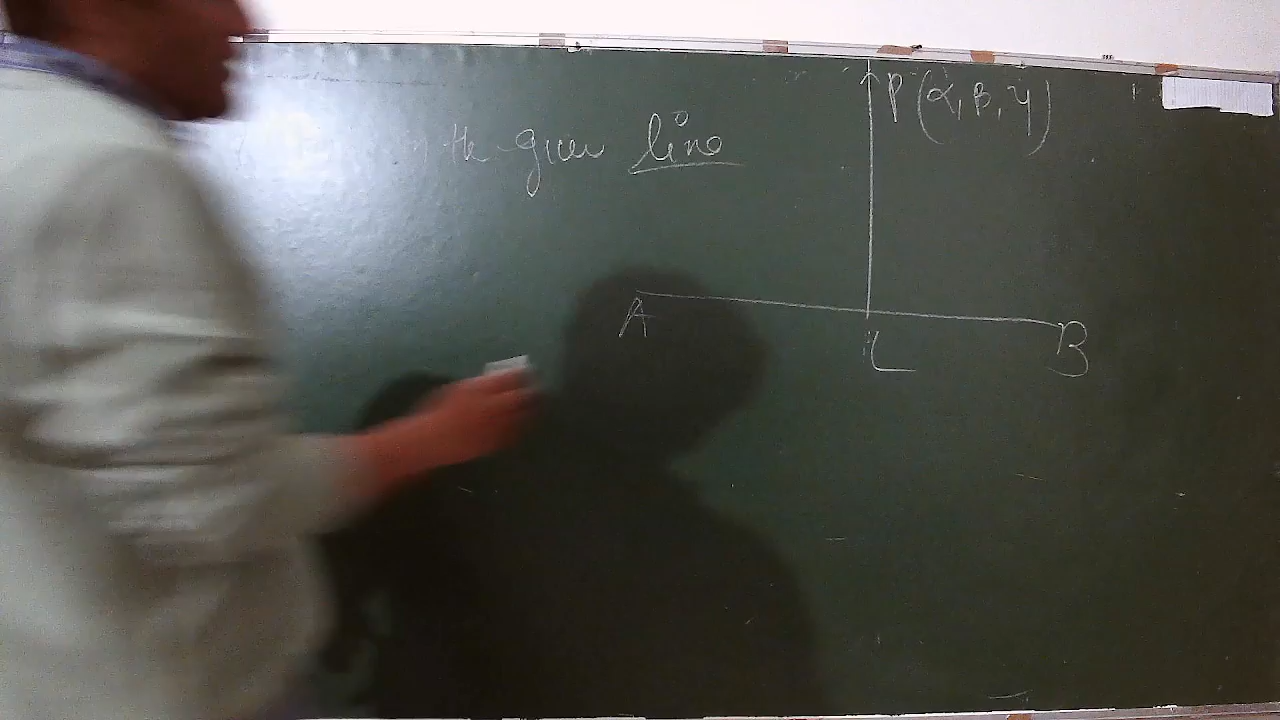 the given line
P(α, β, γ)
A
L
B